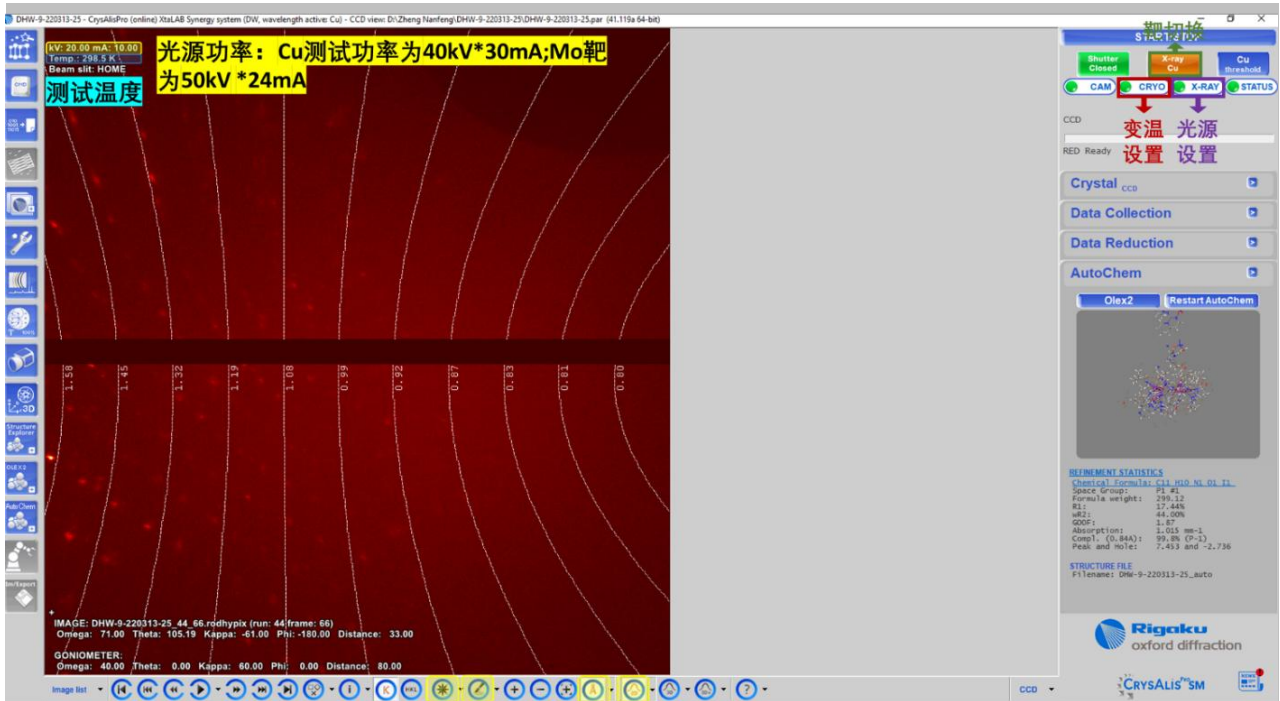 DHW-9-220313-25 - CrysAlisPro (online) XtaLAB Synergy system (DW, wavelength active: Cu) - CCD view: D:\Zheng Nanfeng\DHW-9-220313-25\DHW-9-220313-25.par (41.119a 64-bit)
kV: 20.00 mA: 10.00
Temp.: 298.5 K
Beam slit: HOME
测试温度
光源功率：Cu测试功率为40kV*30mA;Mo靶
为50kV *24mA
靶切换
START/STOP
Shutter Closed
X-ray Cu
Cu threshold
CAM
CRYO
X-RAY
STATUS
变温设置
光源设置
CCD
RED Ready
Crystal CCD
Data Collection
Data Reduction
AutoChem
Olex2
Restart AutoChem
1.58
1.45
1.32
1.19
1.08
0.99
0.92
0.87
0.83
0.81
0.80
3D
Structure Explorer
OLEX2
AutoChem
REFINEMENT STATISTICS
Chemical Formula: C11 H10 N1 O1 I1
Space Group: P1 #1
Formula weight: 299.12
R1: 17.44%
wR2: 44.00%
GOOF: 1.87
Absorption: 1.015 mm-1
Compl. (0.84A): 99.8% (P-1)
Peak and Hole: 7.453 and -2.736
STRUCTURE FILE
Filename: DHW-9-220313-25_auto
IMAGE: DHW-9-220313-25_44_66.rodhypix (run: 44 frame: 66)
Omega: 71.00 Theta: 105.19 Kappa: -61.00 Phi: -180.00 Distance: 33.00
GONIOMETER:
Omega: 40.00 Theta: 0.00 Kappa: 60.00 Phi: 0.00 Distance: 80.00
Rigaku
oxford diffraction
Image list
K
HKL
CCD
CRYSALISPRO SM